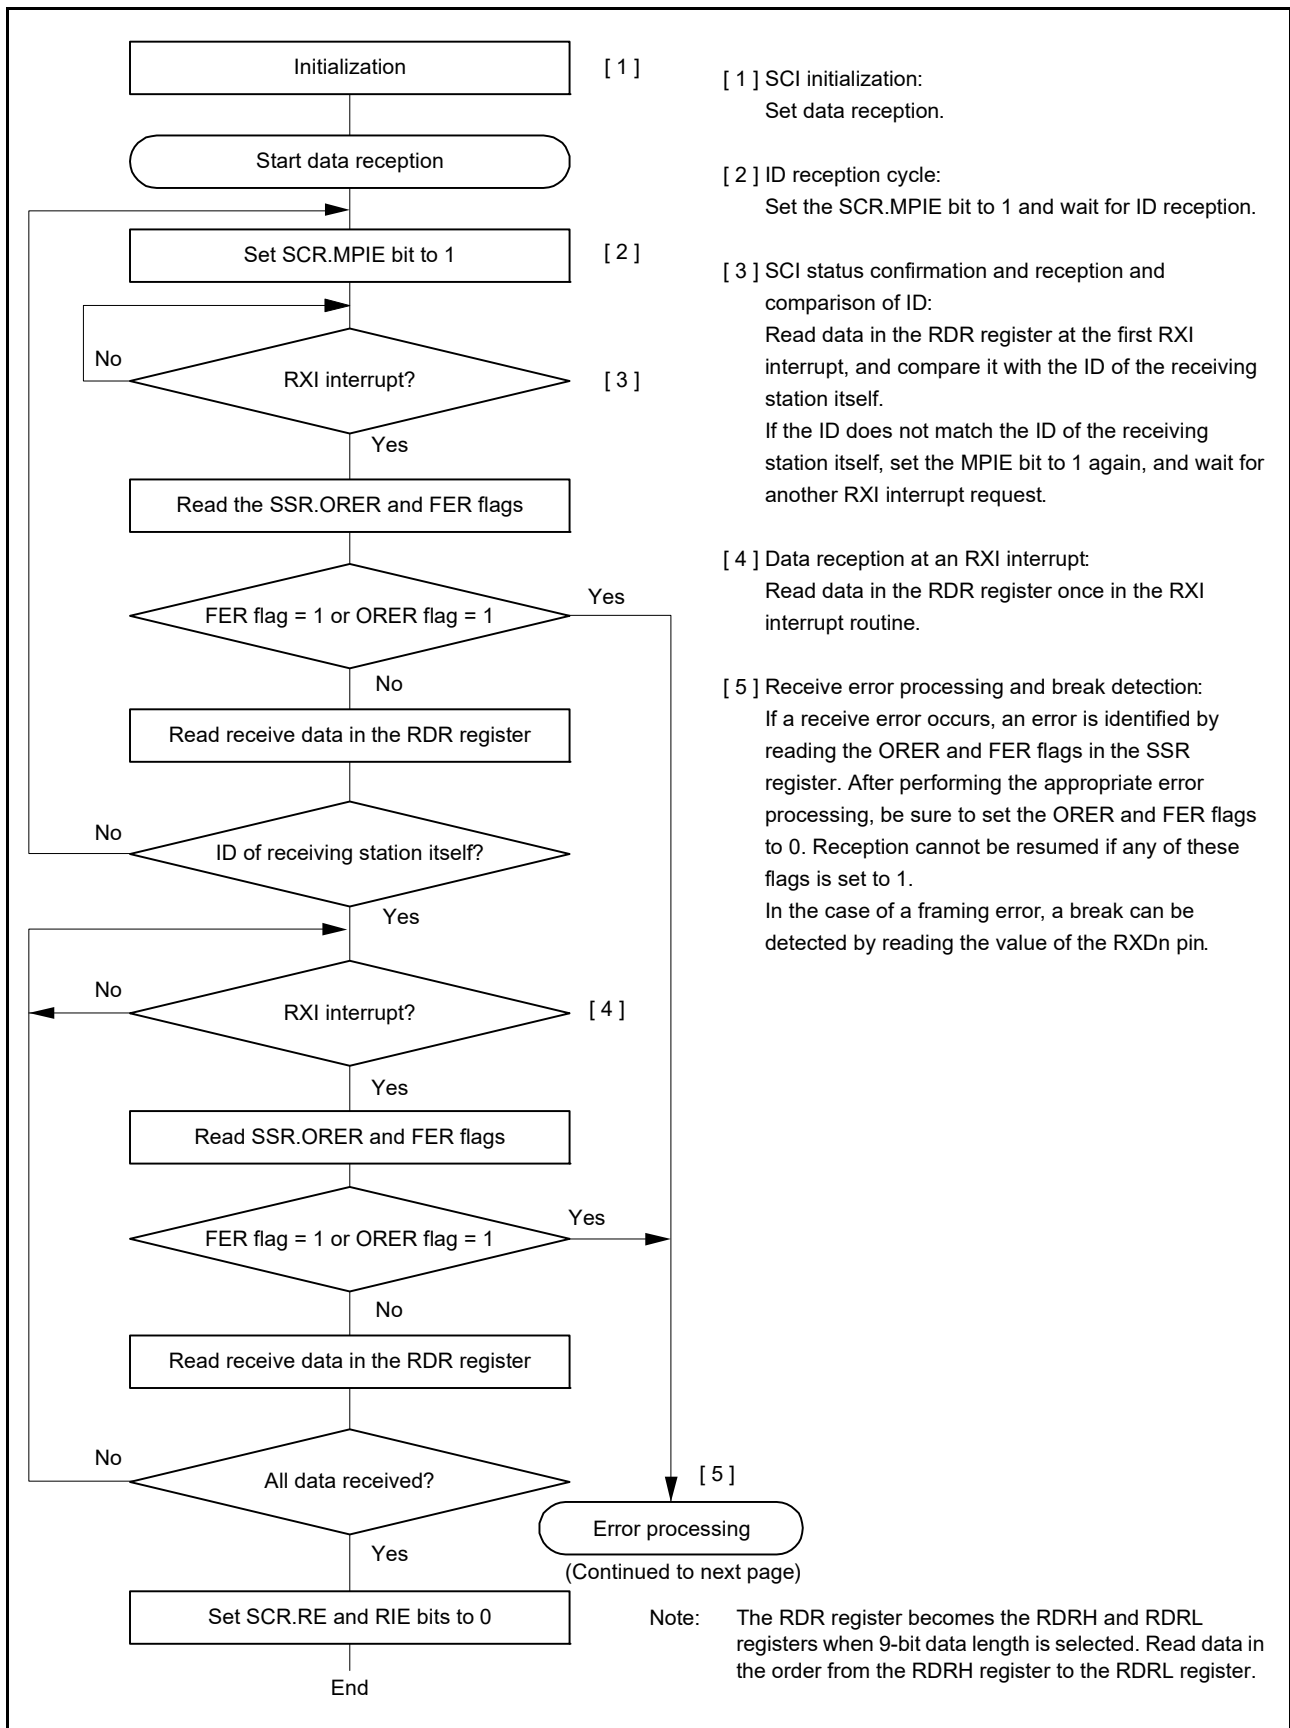 Initialization
[ 1 ]
Start data reception
Set SCR.MPIE bit to 1
[ 2 ]
No
RXI interrupt?
[ 3 ]
Yes
Read the SSR.ORER and FER flags
Yes
FER flag = 1 or ORER flag = 1
No
Read receive data in the RDR register
No
ID of receiving station itself?
Yes
No
RXI interrupt?
[ 4 ]
Yes
Read SSR.ORER and FER flags
Yes
FER flag = 1 or ORER flag = 1
No
Read receive data in the RDR register
No
All data received?
[ 5 ]
Error processing
(Continued to next page)
Yes
Set SCR.RE and RIE bits to 0
End
[ 1 ] SCI initialization:
Set data reception.
[ 2 ] ID reception cycle:
Set the SCR.MPIE bit to 1 and wait for ID reception.
[ 3 ] SCI status confirmation and reception and
comparison of ID:
Read data in the RDR register at the first RXI
interrupt, and compare it with the ID of the receiving
station itself.
If the ID does not match the ID of the receiving
station itself, set the MPIE bit to 1 again, and wait for
another RXI interrupt request.
[ 4 ] Data reception at an RXI interrupt:
Read data in the RDR register once in the RXI
interrupt routine.
[ 5 ] Receive error processing and break detection:
If a receive error occurs, an error is identified by
reading the ORER and FER flags in the SSR
register. After performing the appropriate error
processing, be sure to set the ORER and FER flags
to 0. Reception cannot be resumed if any of these
flags is set to 1.
In the case of a framing error, a break can be
detected by reading the value of the RXDn pin.
Note: The RDR register becomes the RDRH and RDRL
registers when 9-bit data length is selected. Read data in
the order from the RDRH register to the RDRL register.